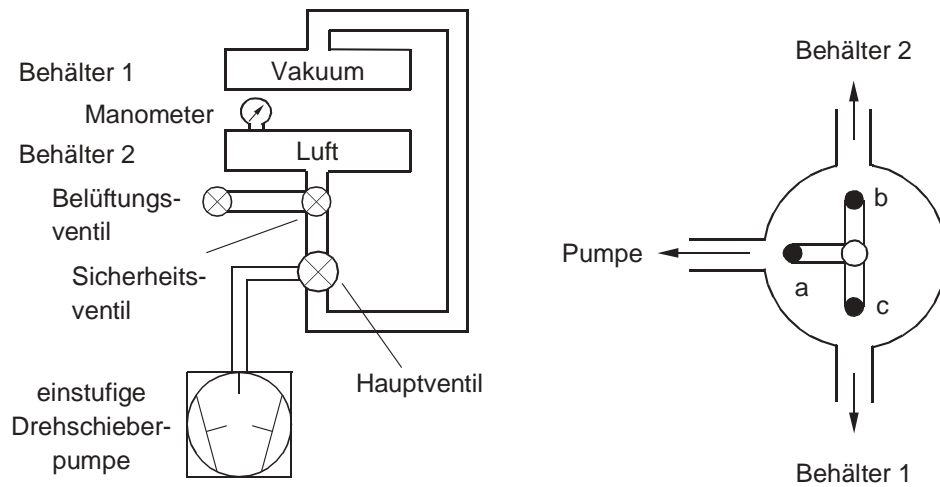 Behälter 1
Vakuum
Manometer
Behälter 2
Luft
Belüftungs-
ventil
Sicherheits-
ventil
Hauptventil
einstufige
Drehschieber-
pumpe
Behälter 2
b
Pumpe
a
c
Behälter 1